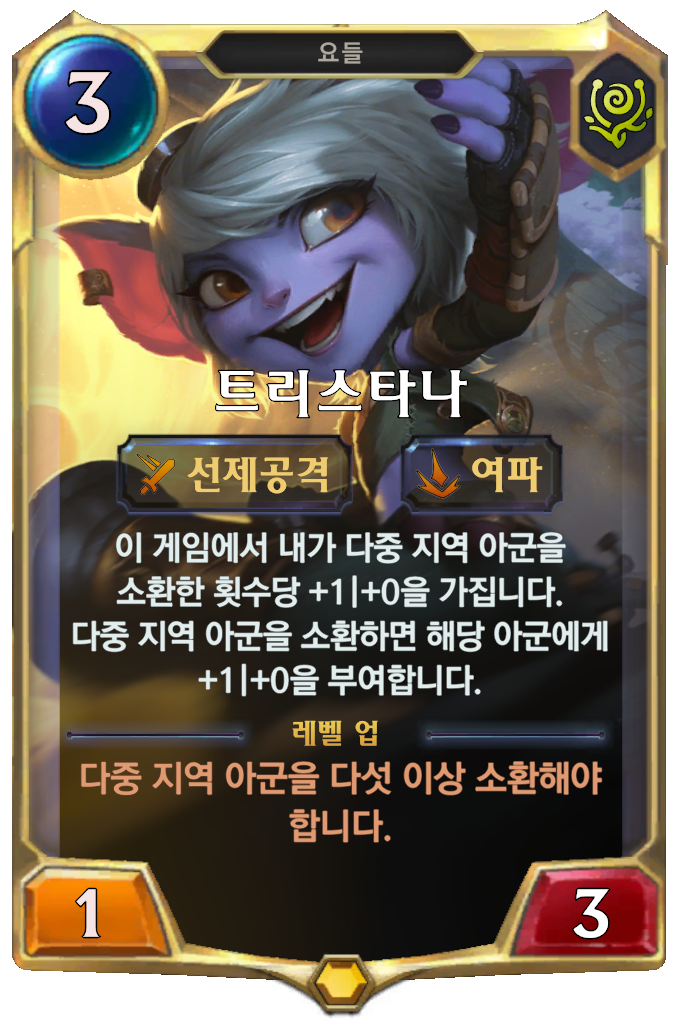 요들
3
트리스타나
선제공격 여파
이 게임에서 내가 다중 지역 아군을
소환한 횟수당 +1|+0을 가집니다.
다중 지역 아군을 소환하면 해당 아군에게
+1|+0을 부여합니다.
레벨 업
다중 지역 아군을 다섯 이상 소환해야
합니다.
1 3